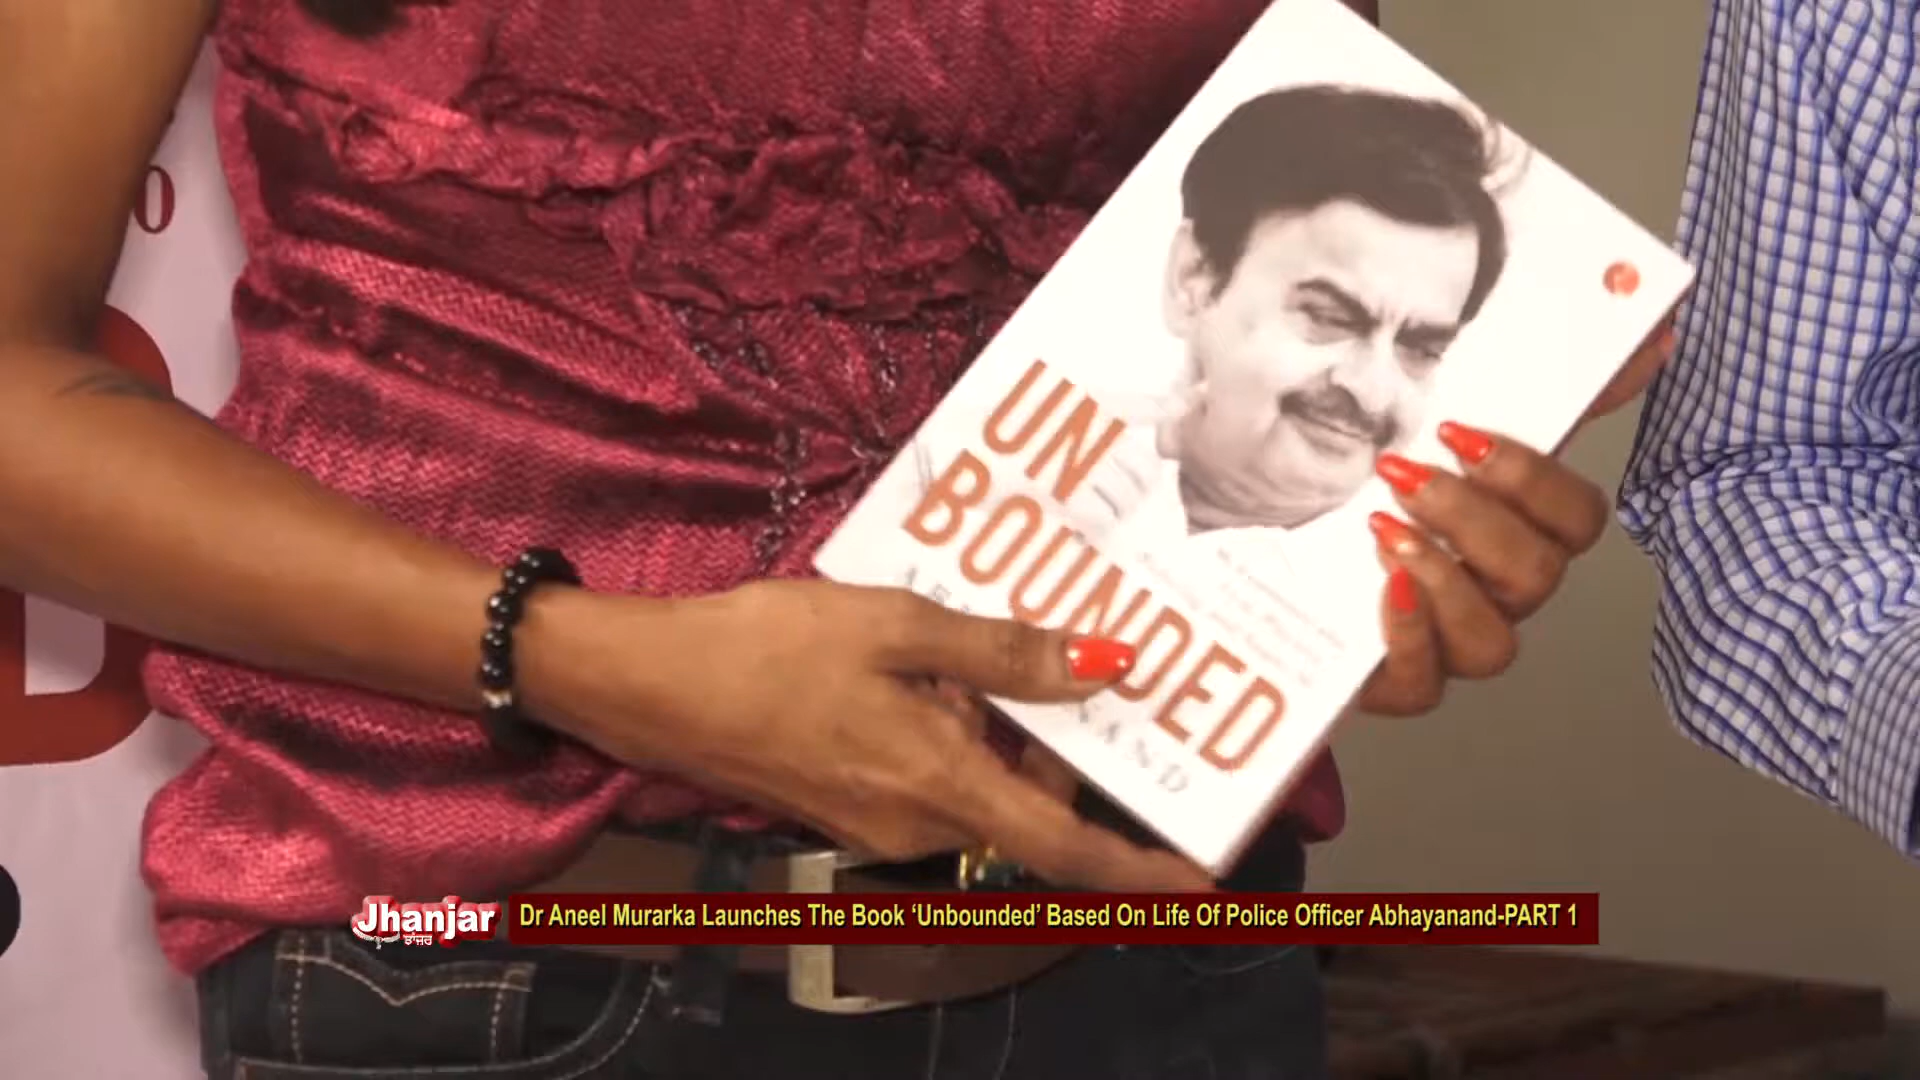 UN
BOUNDED
Jhanjar
ਝਾਂਜਰ
Dr Aneel Murarka Launches The Book ‘Unbounded’ Based On Life Of Police Officer Abhayanand-PART 1